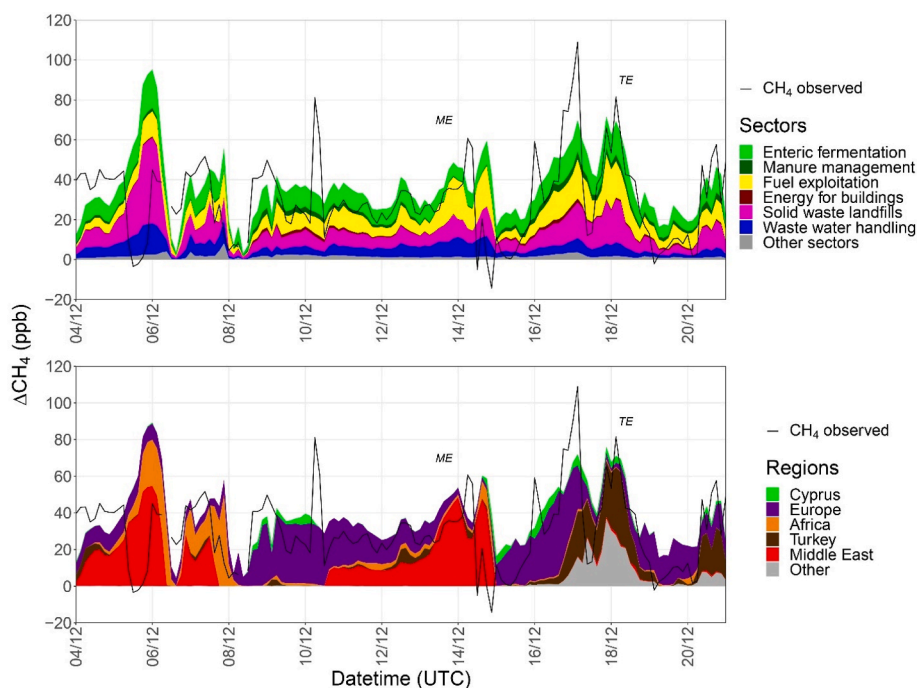 120
100
80
60
40
20
0
−20
ME
TE
04/12
06/12
08/12
10/12
12/12
14/12
16/12
18/12
20/12
CH4 observed
Sectors
Enteric fermentation
Manure management
Fuel exploitation
Energy for buildings
Solid waste landfills
Waste water handling
Other sectors
ΔCH4 (ppb)
120
100
80
60
40
20
0
−20
ME
TE
04/12
06/12
08/12
10/12
12/12
14/12
16/12
18/12
20/12
Datetime (UTC)
CH4 observed
Regions
Cyprus
Europe
Africa
Turkey
Middle East
Other